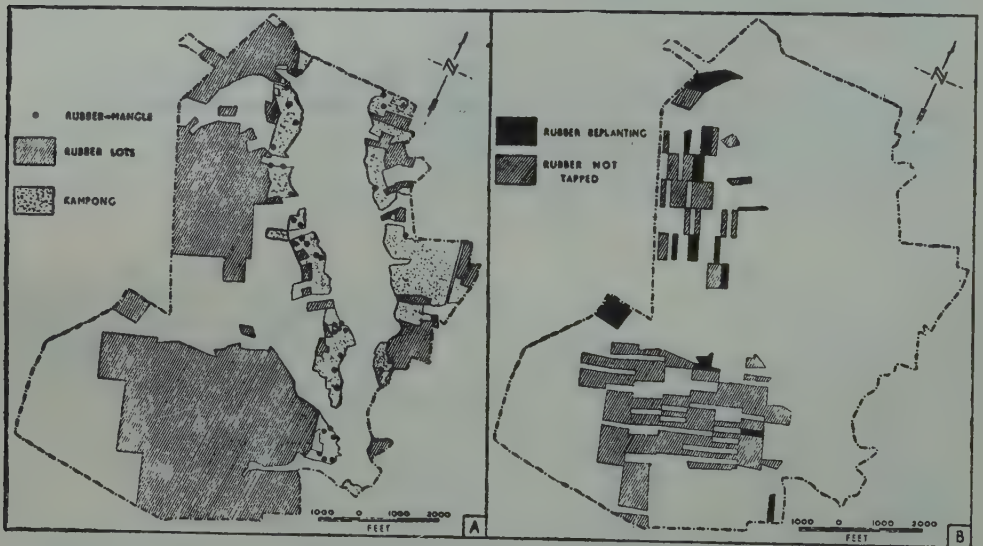 N
RUBBER-MANGLE
RUBBER LOTS
KAMPONG
1000 0 1000 2000
FEET
A
N
RUBBER REPLANTING
RUBBER NOT
TAPPED
1000 0 1000 2000
FEET
B